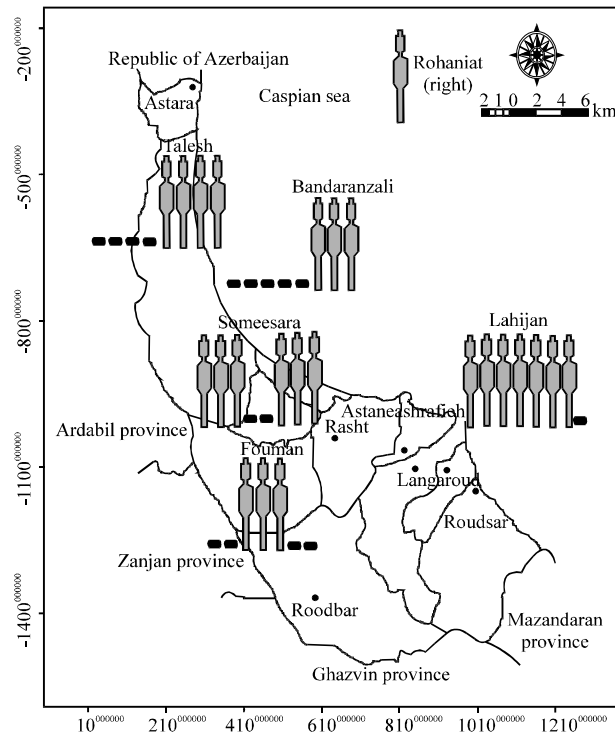 Republic of Azerbaijan
Astara
Caspian sea
Rohaniat
(right)
2 1 0 2 4 6
km
Talesh
Bandaranzali
Someesara
Lahijan
Astaneashrafieh
Rasht
Ardabil province
Fouman
Langaroud
Roudsar
Zanjan province
Roodbar
Mazandaran
province
Ghazvin province
-200000000
-500000000
-800000000
-1100000000
-1400000000
10000000 210000000 410000000 610000000 810000000 1010000000 1210000000